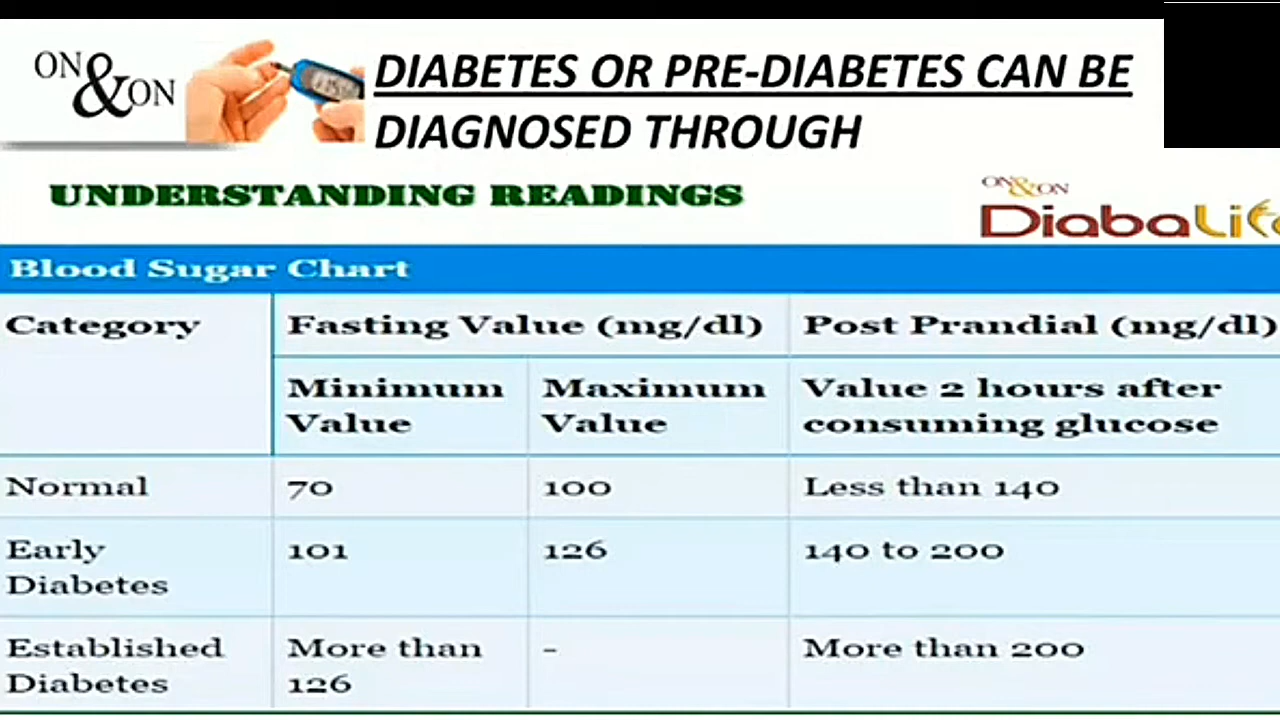 ON & ON
DIABETES OR PRE-DIABETES CAN BE
DIAGNOSED THROUGH
UNDERSTANDING READINGS
ON & ON
DiabaLife
Blood Sugar Chart
Category
Fasting Value (mg/dl)
Post Prandial (mg/dl)
Minimum
Value
Maximum
Value
Value 2 hours after
consuming glucose
Normal
70
100
Less than 140
Early
Diabetes
101
126
140 to 200
Established
Diabetes
More than
126
-
More than 200